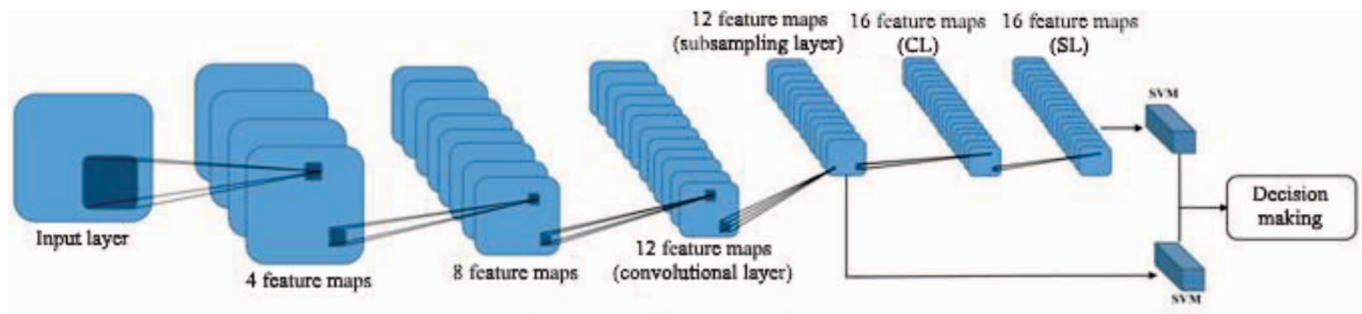 12 feature maps
(subsampling layer)
16 feature maps
(CL)
16 feature maps
(SL)
SVM
Input layer
4 feature maps
8 feature maps
12 feature maps
(convolutional layer)
Decision
making
SVM